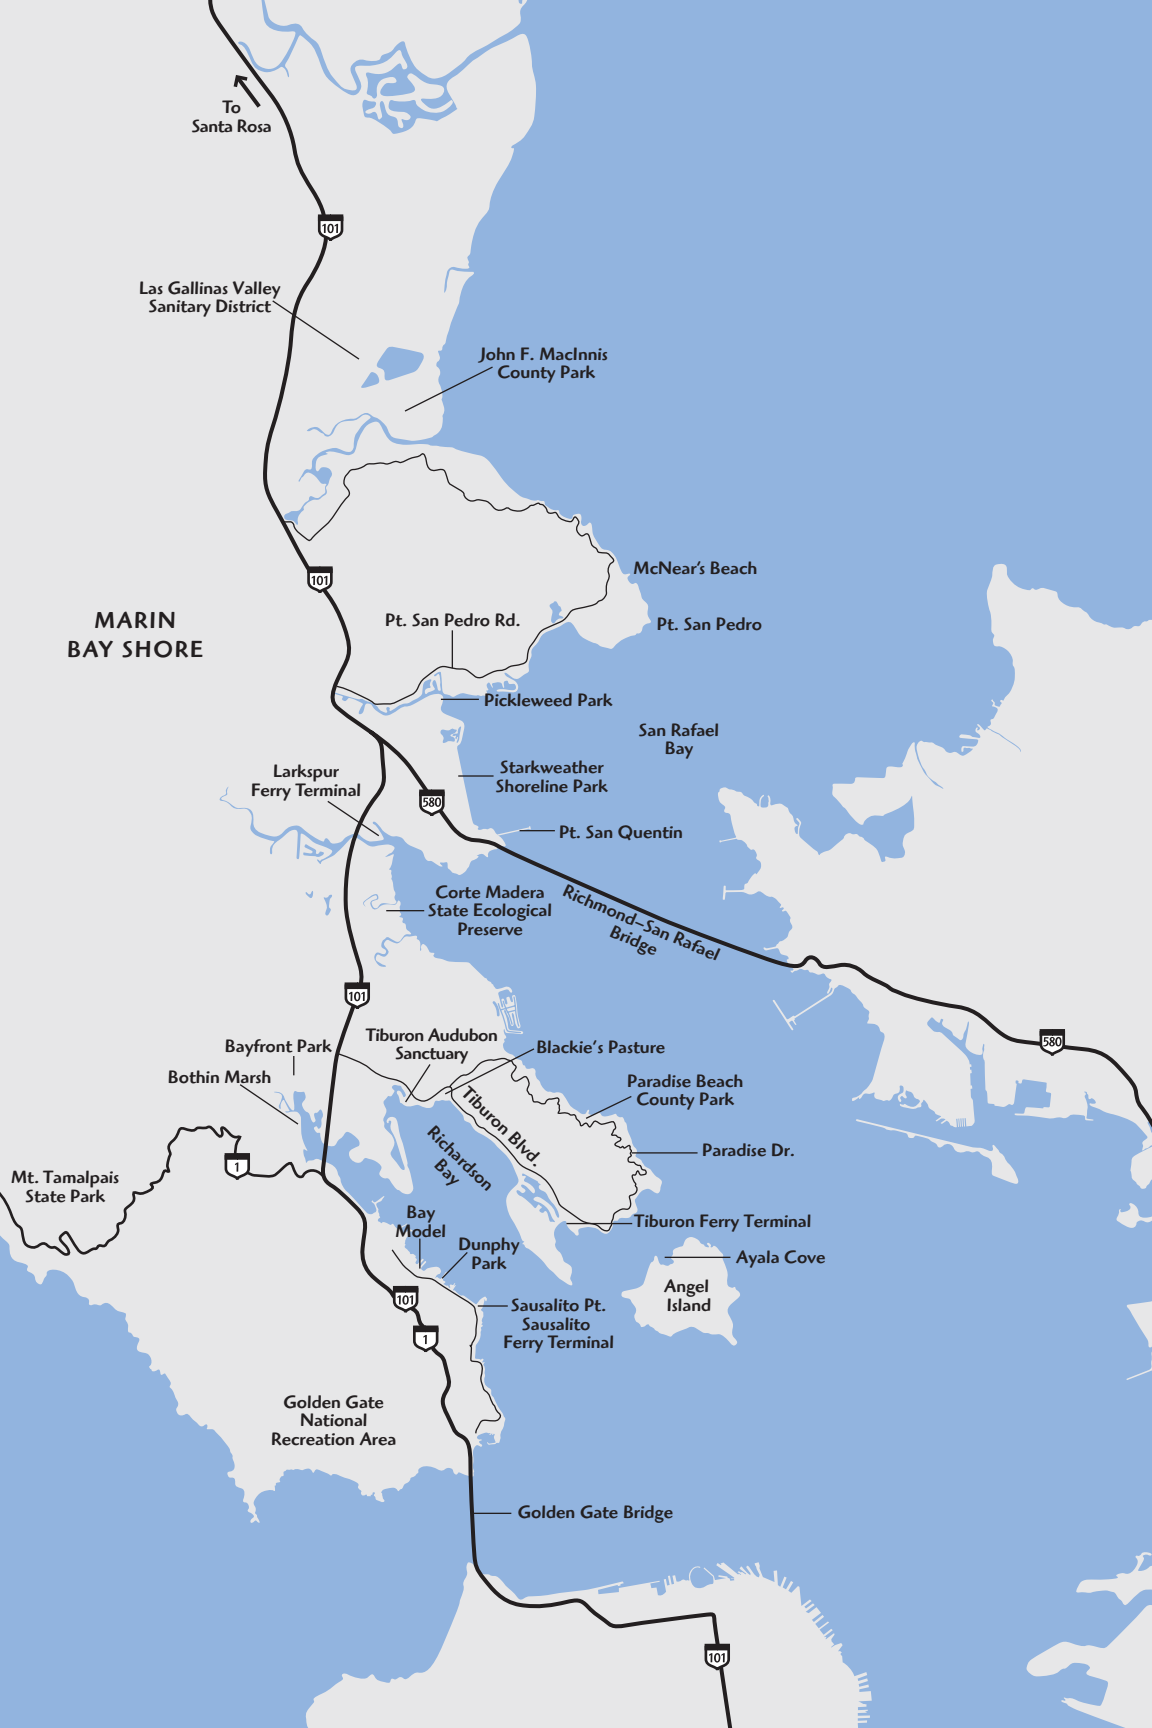 To
Santa Rosa
101
Las Gallinas Valley
Sanitary District
John F. MacInnis
County Park
McNear's Beach
101
MARIN
BAY SHORE
Pt. San Pedro Rd.
Pt. San Pedro
Pickleweed Park
San Rafael
Bay
Starkweather
Shoreline Park
Larkspur
Ferry Terminal
580
Pt. San Quentin
Corte Madera
State Ecological
Preserve
Richmond–San Rafael
Bridge
101
580
Tiburon Audubon
Sanctuary
Bayfront Park
Blackie's Pasture
Bothin Marsh
Paradise Beach
County Park
Tiburon Blvd.
Richardson
Bay
Paradise Dr.
1
Mt. Tamalpais
State Park
Bay
Model
Tiburon Ferry Terminal
Dunphy
Park
Ayala Cove
Angel
Island
101
Sausalito Pt.
Sausalito
Ferry Terminal
1
Golden Gate
National
Recreation Area
Golden Gate Bridge
101